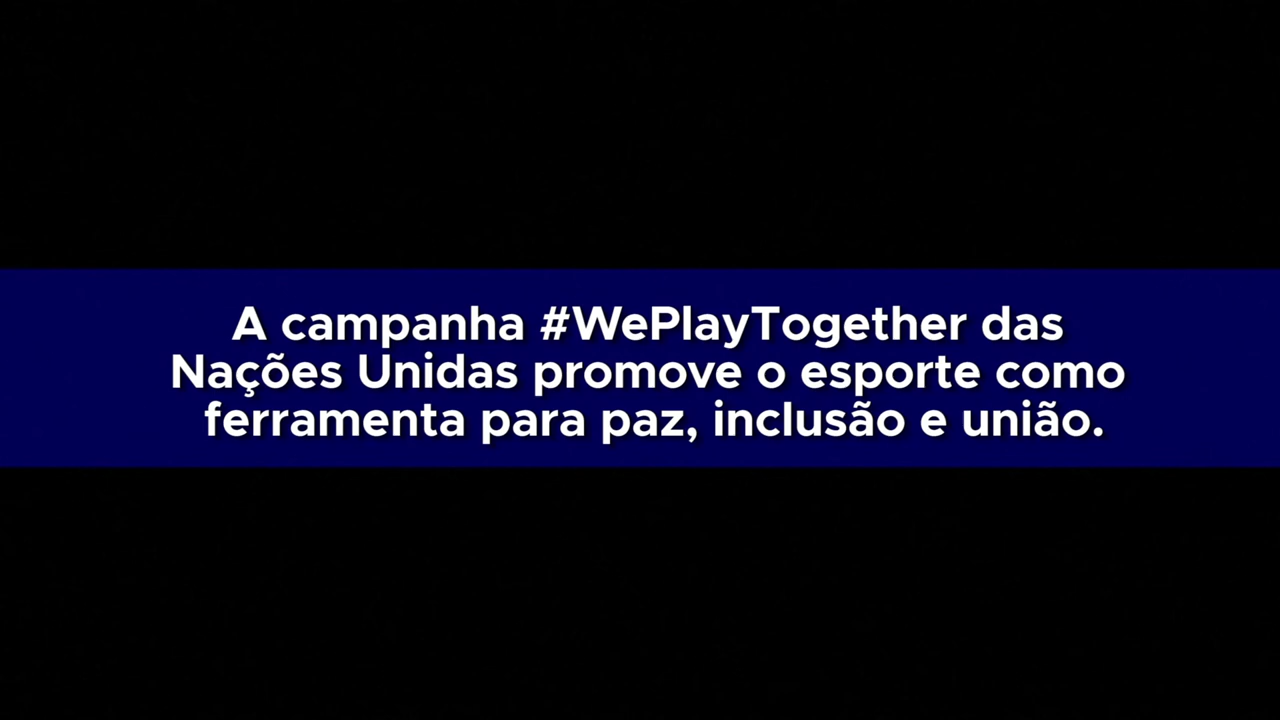 A campanha #WePlayTogether das
Nações Unidas promove o esporte como
ferramenta para paz, inclusão e união.